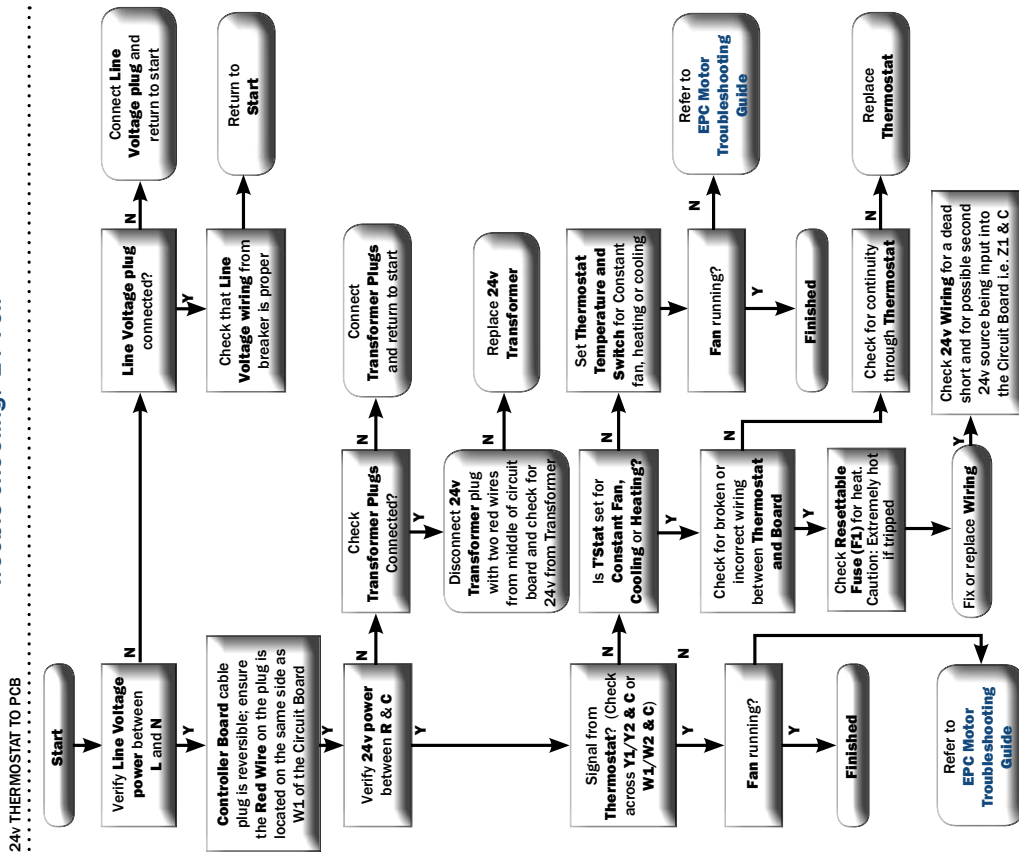 24v THERMOSTAT TO PCB
Start
Verify Line Voltage
power between
L and N
N
Line Voltage plug
connected?
N
Connect Line
Voltage plug and
return to start
Y
Y
Check that Line
Voltage wiring from
breaker is proper
Return to
Start
Controller Board cable
plug is reversible; ensure
the Red Wire on the plug is
located on the same side as
W1 of the Circuit Board
Y
Verify 24v power
between R & C
N
Check
Transformer Plugs
Connected?
N
Connect
Transformer Plugs
and return to start
Y
Disconnect 24v
Transformer plug
with two red wires
from middle of circuit
board and check for
24v from Transformer
N
Replace 24v
Transformer
Y
Signal from
Thermostat? (Check
across Y1/Y2 & C or
W1/W2 & C)
N
Is T'Stat set for
Constant Fan,
Cooling or Heating?
N
Set Thermostat
Temperature and
Switch for Constant
fan, heating or cooling
Fan running?
N
Refer to
EPC Motor
Troubleshooting
Guide
Y
Finished
Y
Check for broken or
incorrect wiring
between Thermostat
and Board
N
Check for continuity
through Thermostat
N
Replace
Thermostat
Y
Check Resettable
Fuse (F1) for heat.
Caution: Extremely hot
if tripped
Fix or replace Wiring
Y
Check 24v Wiring for a dead
short and for possible second
24v source being input into
the Circuit Board i.e. Z1 & C
Y
N
Fan running?
Y
Finished
Refer to
EPC Motor
Troubleshooting
Guide